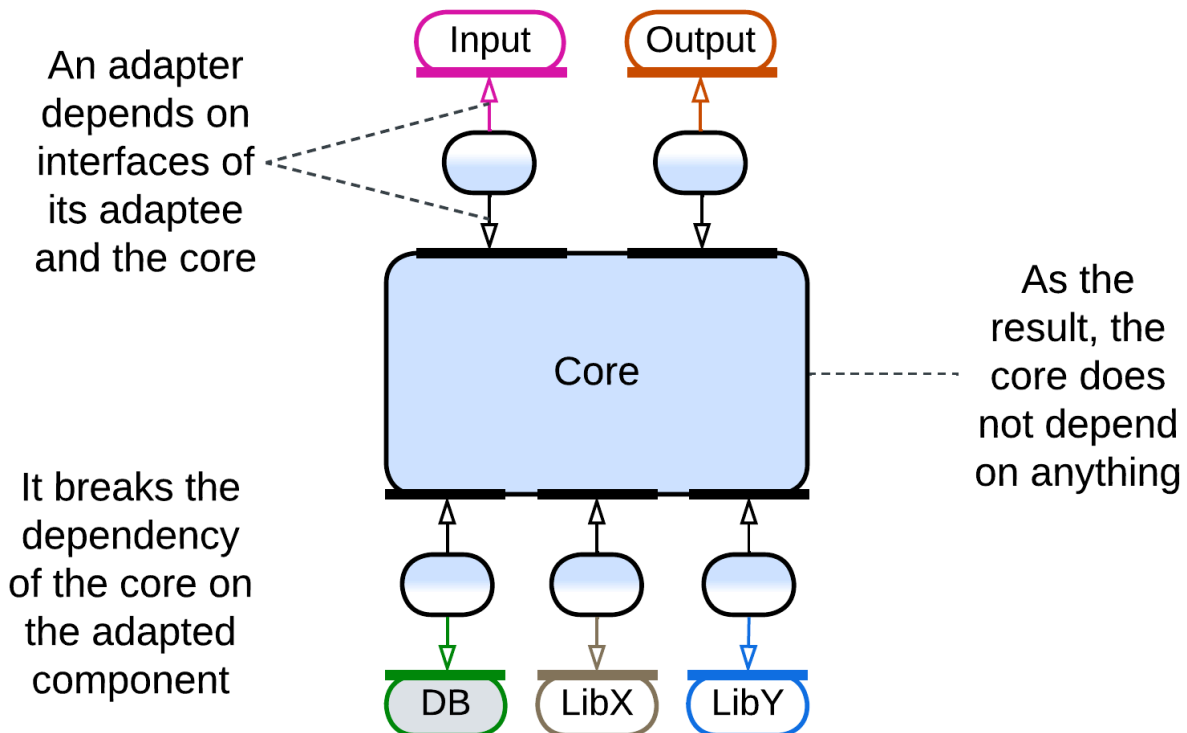 Input
Output
An adapter
depends on
interfaces of
its adaptee
and the core
Core
As the
result, the
core does
not depend
on anything
It breaks the
dependency
of the core on
the adapted
component
DB
LibX
LibY